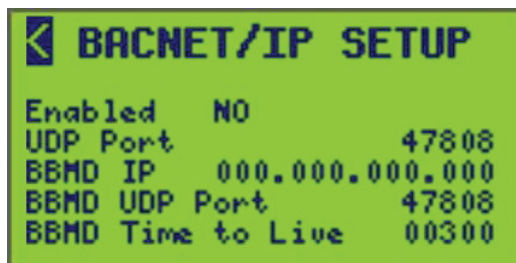 < BACNET/IP SETUP
Enabled NO
UDP Port 47808
BBMD IP 000.000.000.000
BBMD UDP Port 47808
BBMD Time to Live 00300